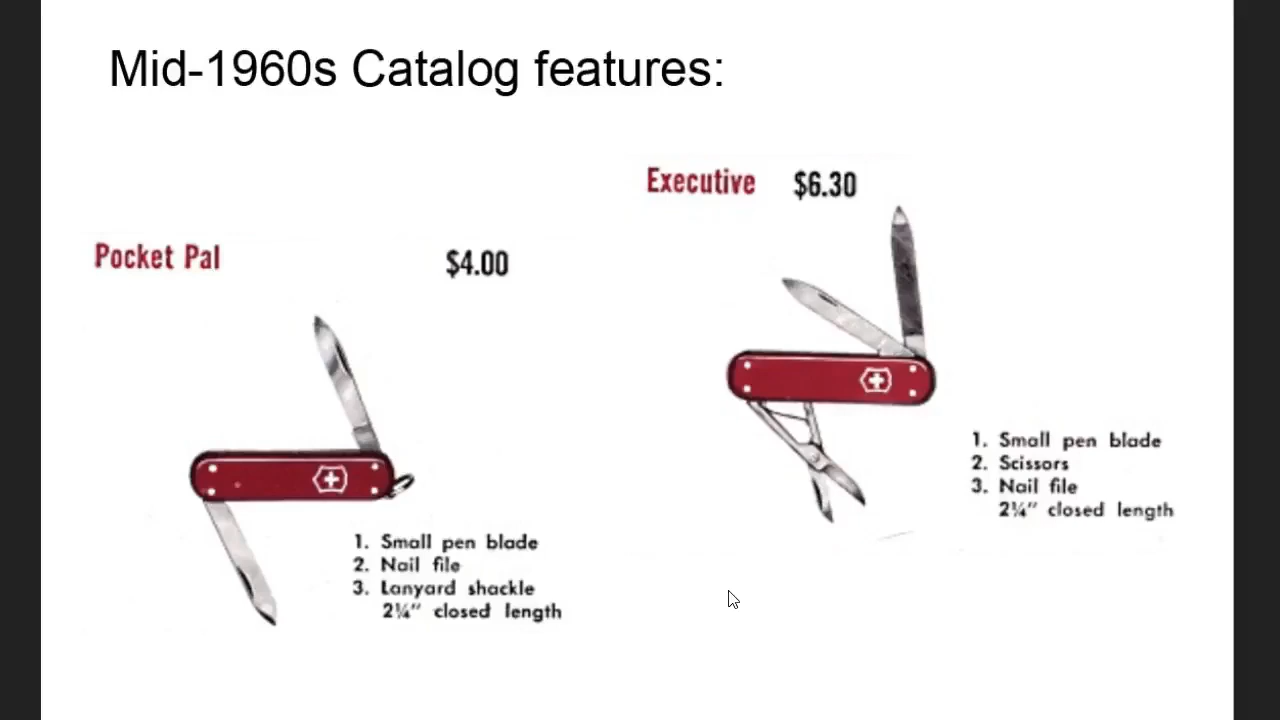 Mid-1960s Catalog features:
Pocket Pal $4.00
1. Small pen blade
2. Nail file
3. Lanyard shackle
2¼" closed length
Executive $6.30
1. Small pen blade
2. Scissors
3. Nail file
2¼" closed length